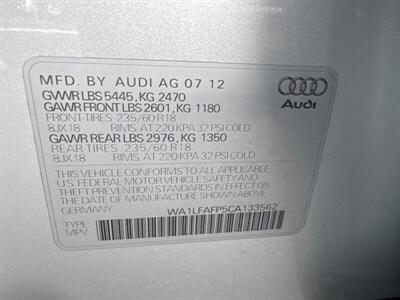 MFD. BY AUDI AG 07 12
GVWR LBS 5445, KG 2470
GAWR FRONT LBS 2601, KG 1180
FRONT-TIRES 235/60 R18
8JX18 RIMS, AT 220 KPA 32 PSI COLD
GAWR REAR LBS 2976, KG 1350
REAR-TIRES 235/60 R18
8JX18 RIMS, AT 220 KPA 32 PSI COLD
THIS VEHICLE CONFORMS TO ALL APPLICABLE
U.S. FEDERAL MOTOR VEHICLE SAFETY AND
THEFT PREVENTION STANDARDS IN EFFECT ON
THE DATE OF MANUFACTURE SHOWN ABOVE.
GERMANY WA1LFAFP5CA133562
TYPE
MPV
Audi